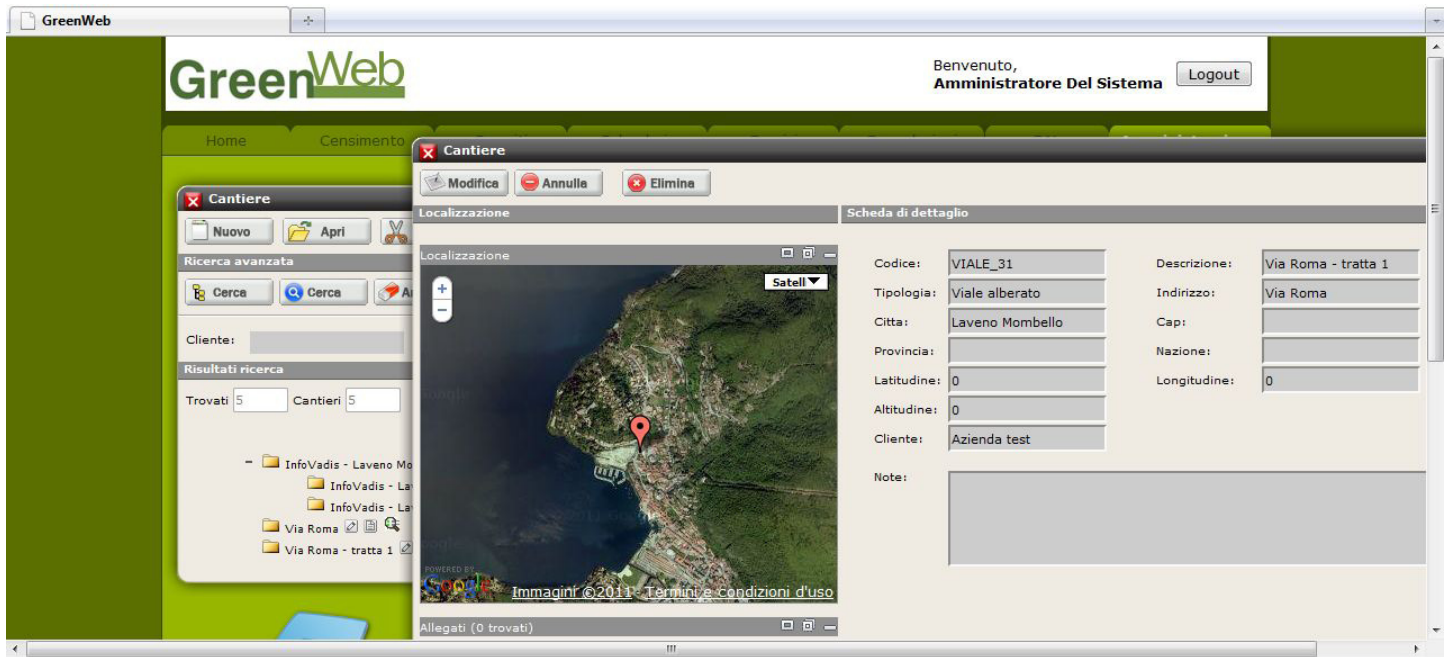 GreenWeb
GreenWeb
Benvenuto,
Amministratore Del Sistema
Logout
Home
Censimento
Cantiere
Nuovo
Apri
Ricerca avanzata
Cerca
Cerca
Cliente:
Risultati ricerca
Trovati 5
Cantieri 5
InfoVadis - Laveno Mo
InfoVadis - La
InfoVadis - La
Via Roma
Via Roma - tratta 1
Cantiere
Modifica
Annulla
Elimina
Localizzazione
Localizzazione
Satell
POWERED BY
Google
Immagini ©2011 - Termini e condizioni d'uso
Allegati (0 trovati)
Scheda di dettaglio
Codice: VIALE_31
Descrizione: Via Roma - tratta 1
Tipologia: Viale alberato
Indirizzo: Via Roma
Citta: Laveno Mombello
Cap:
Provincia:
Nazione:
Latitudine: 0
Longitudine: 0
Altitudine: 0
Cliente: Azienda test
Note: